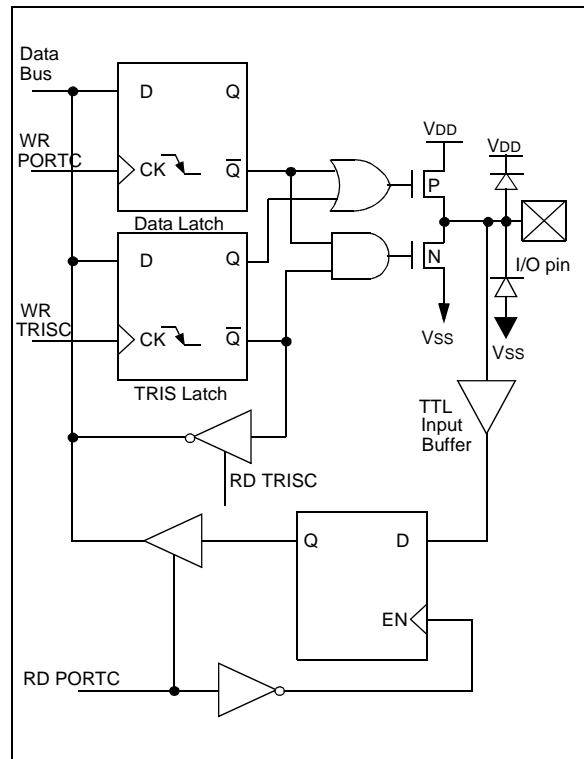 Data
Bus
D
Q
WR
PORTC
CK
Q
Data Latch
VDD
P
VDD
D
Q
N
I/O pin
WR
TRISC
CK
Q
TRIS Latch
VSS
VSS
TTL
Input
Buffer
RD TRISC
Q
D
EN
RD PORTC